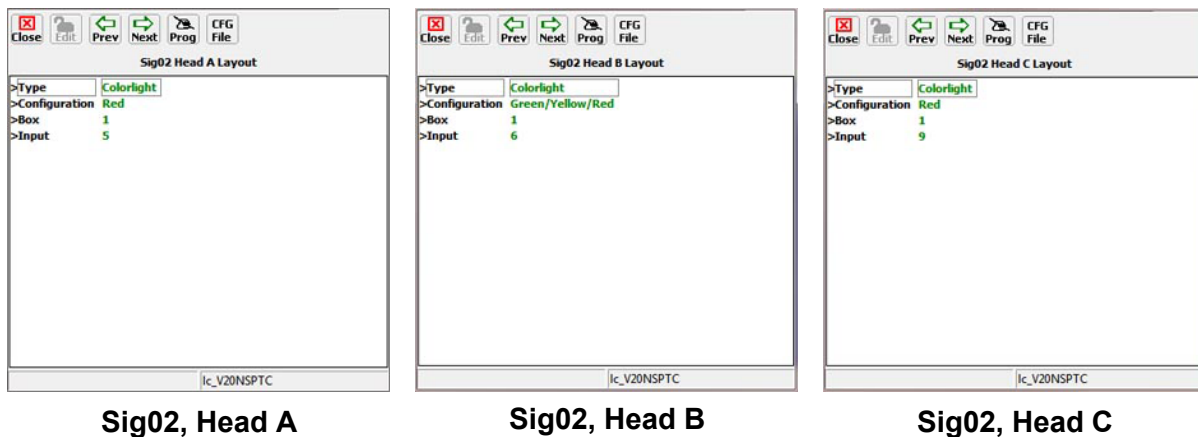 Close Edit Prev Next Prog CFG File
Sig02 Head A Layout
>Type Colorlight
>Configuration Red
>Box 1
>Input 5
lc_V20NSPTC
Sig02, Head A
Close Edit Prev Next Prog CFG File
Sig02 Head B Layout
>Type Colorlight
>Configuration Green/Yellow/Red
>Box 1
>Input 6
lc_V20NSPTC
Sig02, Head B
Close Edit Prev Next Prog CFG File
Sig02 Head C Layout
>Type Colorlight
>Configuration Red
>Box 1
>Input 9
lc_V20NSPTC
Sig02, Head C